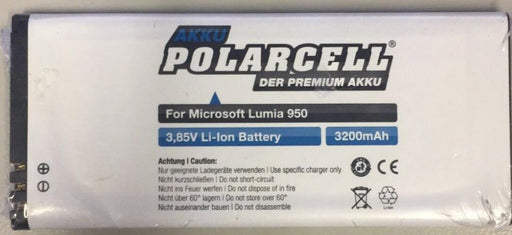 AKKU
POLARCELL®
DER PREMIUM AKKU
For Microsoft Lumia 950
3,85V Li-Ion Battery 3200mAh
Achtung | Caution:
Nur geeignete Ladegeräte verwenden | Use specific charger only
Nicht kurzschließen | Do not short-circuit
Nicht ins Feuer werfen | Do not dispose of in fire
Nicht über 60° lagern | Do not store over 60°
Nicht auseinander bauen | Do not disassemble
Li-Ion